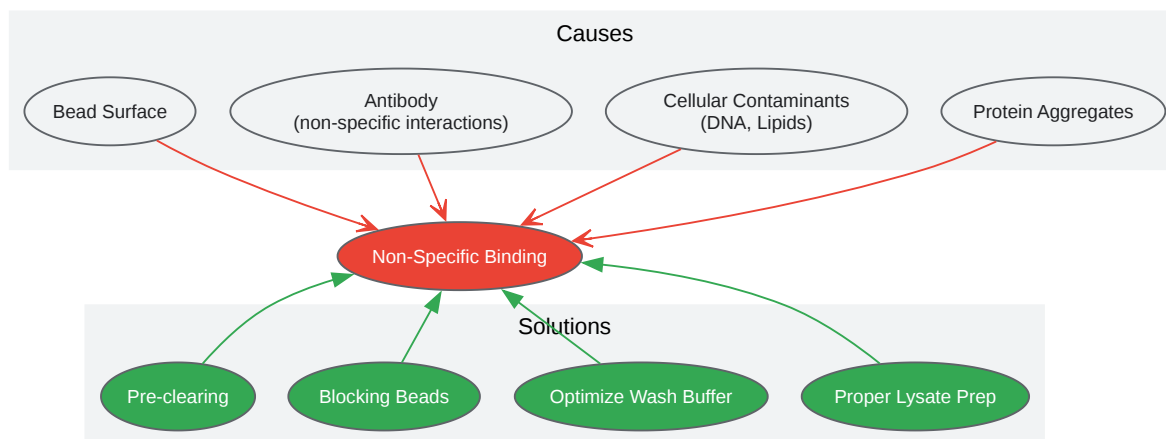 Causes
Bead Surface
Antibody
(non-specific interactions)
Cellular Contaminants
(DNA, Lipids)
Protein Aggregates
Non-Specific Binding
Solutions
Pre-clearing
Blocking Beads
Optimize Wash Buffer
Proper Lysate Prep